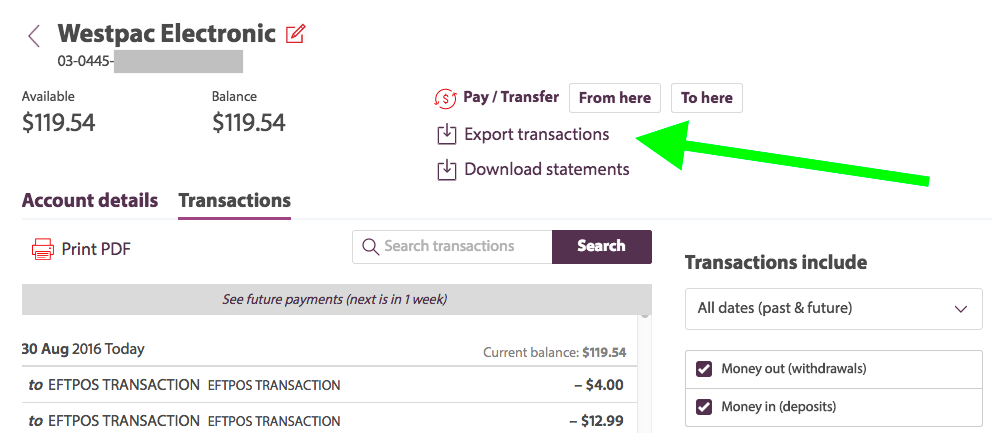 Westpac Electronic
03-0445-
Available
Balance
$119.54
$119.54
Pay / Transfer
From here
To here
Export transactions
Download statements
Account details
Transactions
Print PDF
Search transactions
Search
Transactions include
All dates (past & future)
Money out (withdrawals)
Money in (deposits)
See future payments (next is in 1 week)
30 Aug 2016 Today
Current balance: $119.54
to EFTPOS TRANSACTION EFTPOS TRANSACTION – $4.00
to EFTPOS TRANSACTION EFTPOS TRANSACTION – $12.99